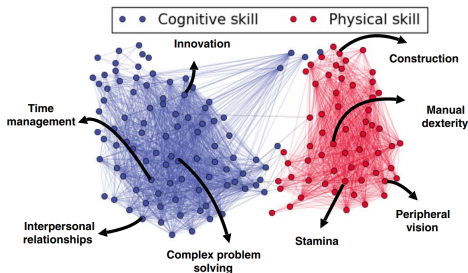 Cognitive skill Physical skill
Innovation
Construction
Time
management
Manual
dexterity
Interpersonal
relationships
Complex problem
solving
Stamina
Peripheral
vision